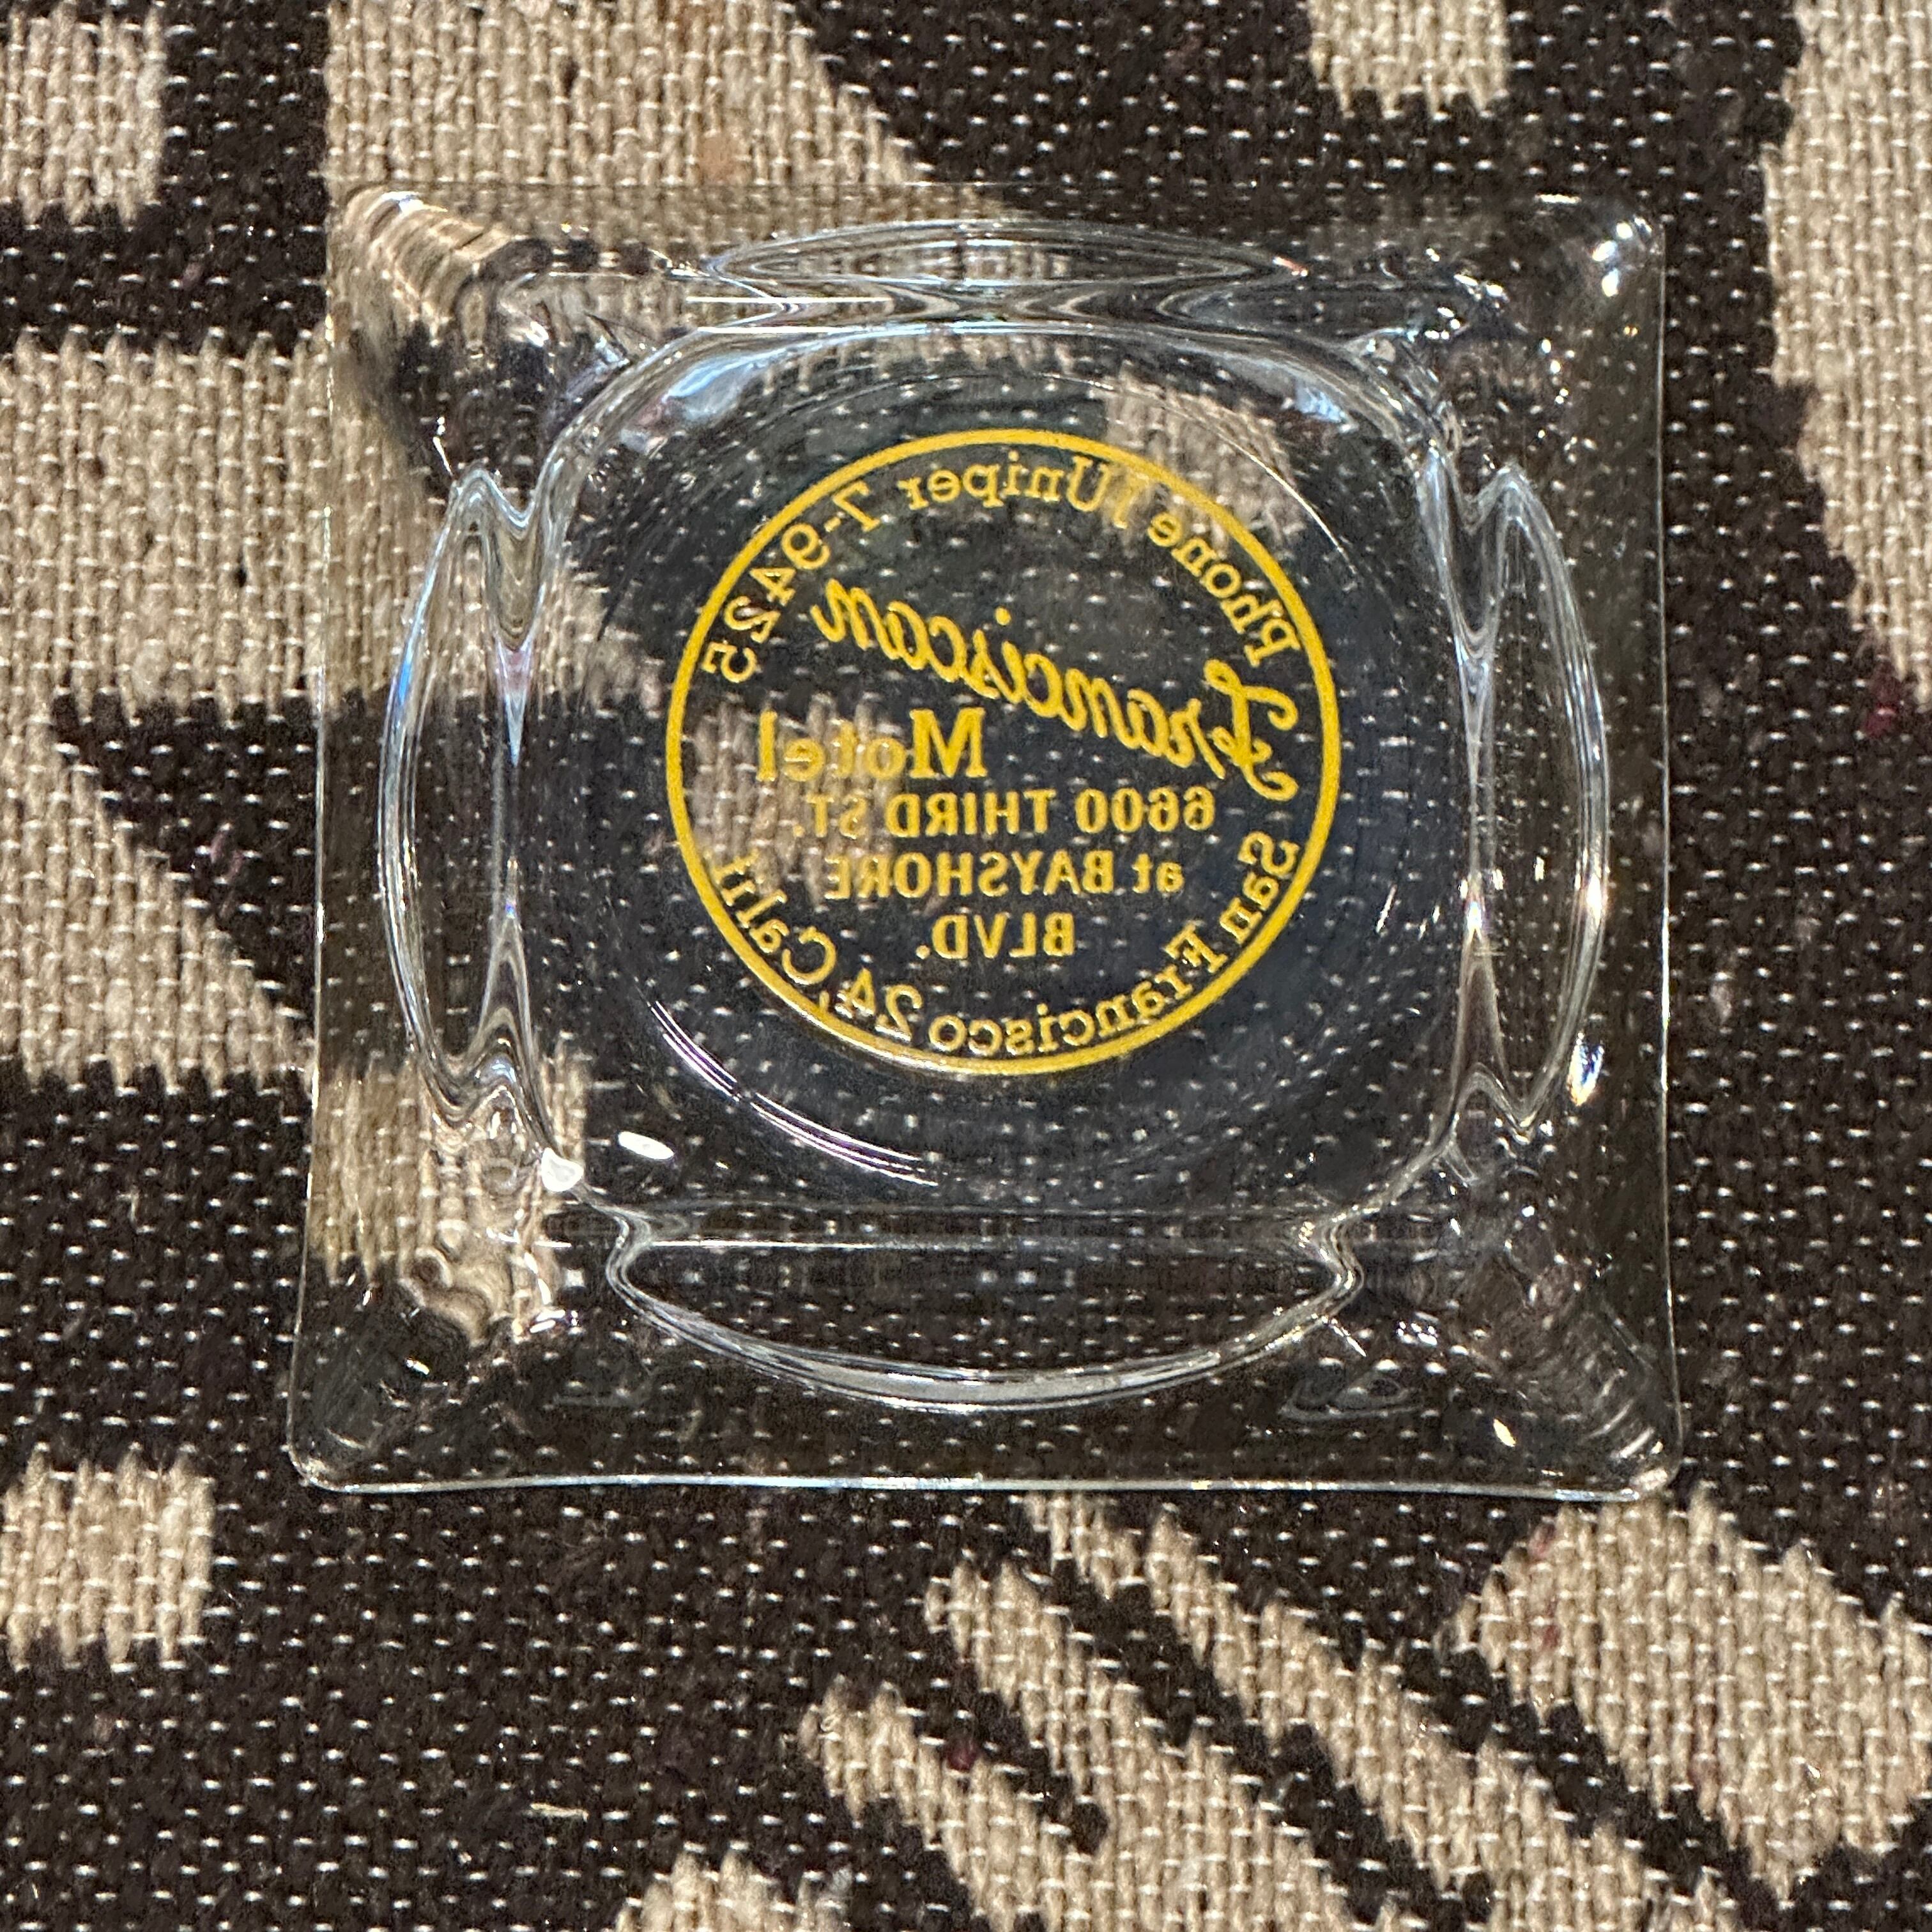 Phone JUniper 7-9425
Franciscan
Motel
6600 THIRD ST.
at BAYSHORE
BLVD.
San Francisco 24, Calif